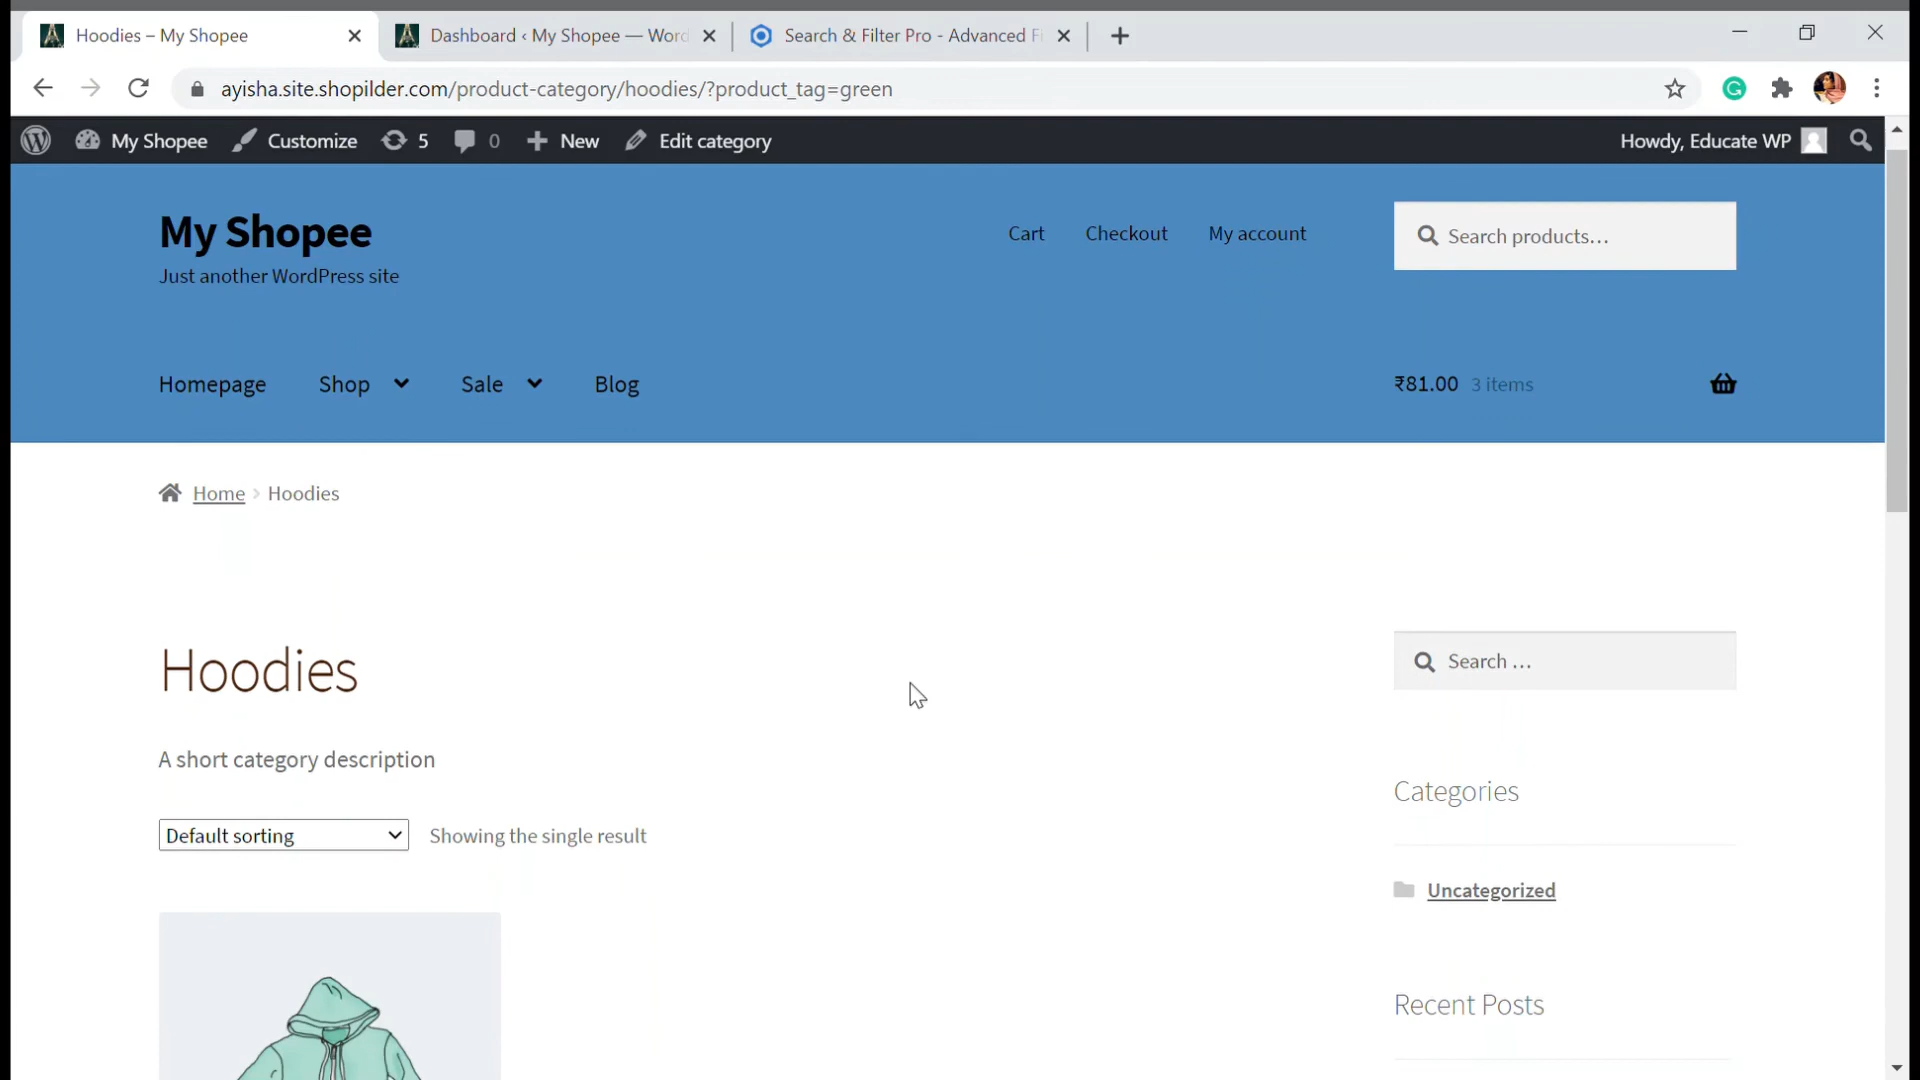 Hoodies – My Shopee
Dashboard ‹ My Shopee — Word
Search & Filter Pro - Advanced Fi
ayisha.site.shopilder.com/product-category/hoodies/?product_tag=green
My Shopee Customize 5 0 New Edit category Howdy, Educate WP
My Shopee
Just another WordPress site
Cart Checkout My account
Search products…
Homepage Shop Sale Blog
₹81.00 3 items
Home Hoodies
Hoodies
A short category description
Default sorting
Showing the single result
Search …
Categories
Uncategorized
Recent Posts